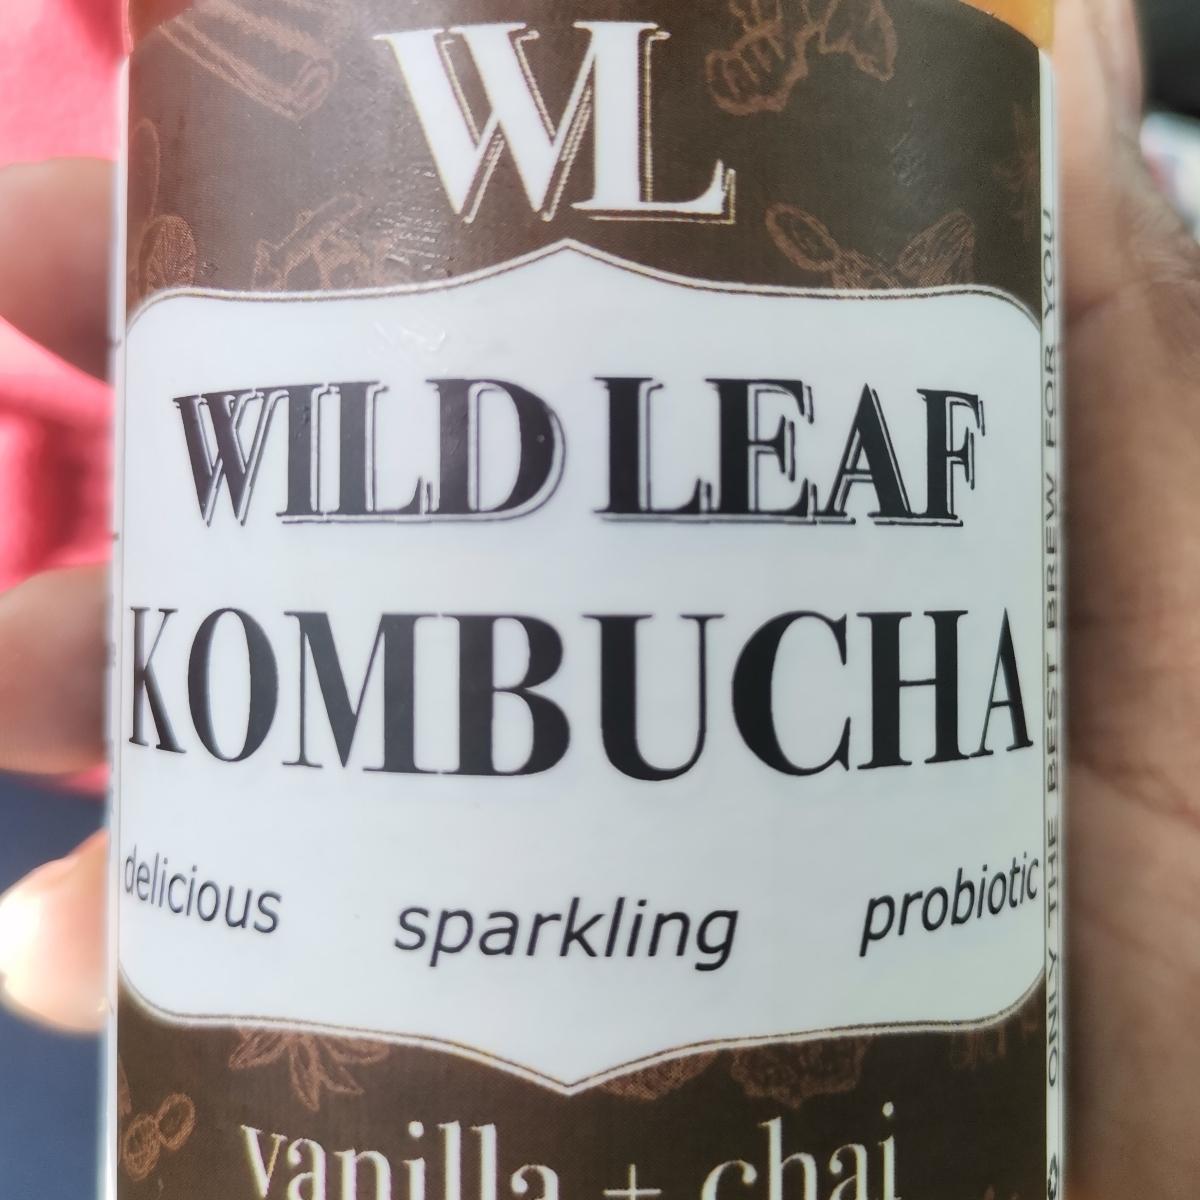 WL
WILD LEAF
KOMBUCHA
delicious sparkling probiotic
vanilla + chai
ONLY THE BEST BREW FOR YOU